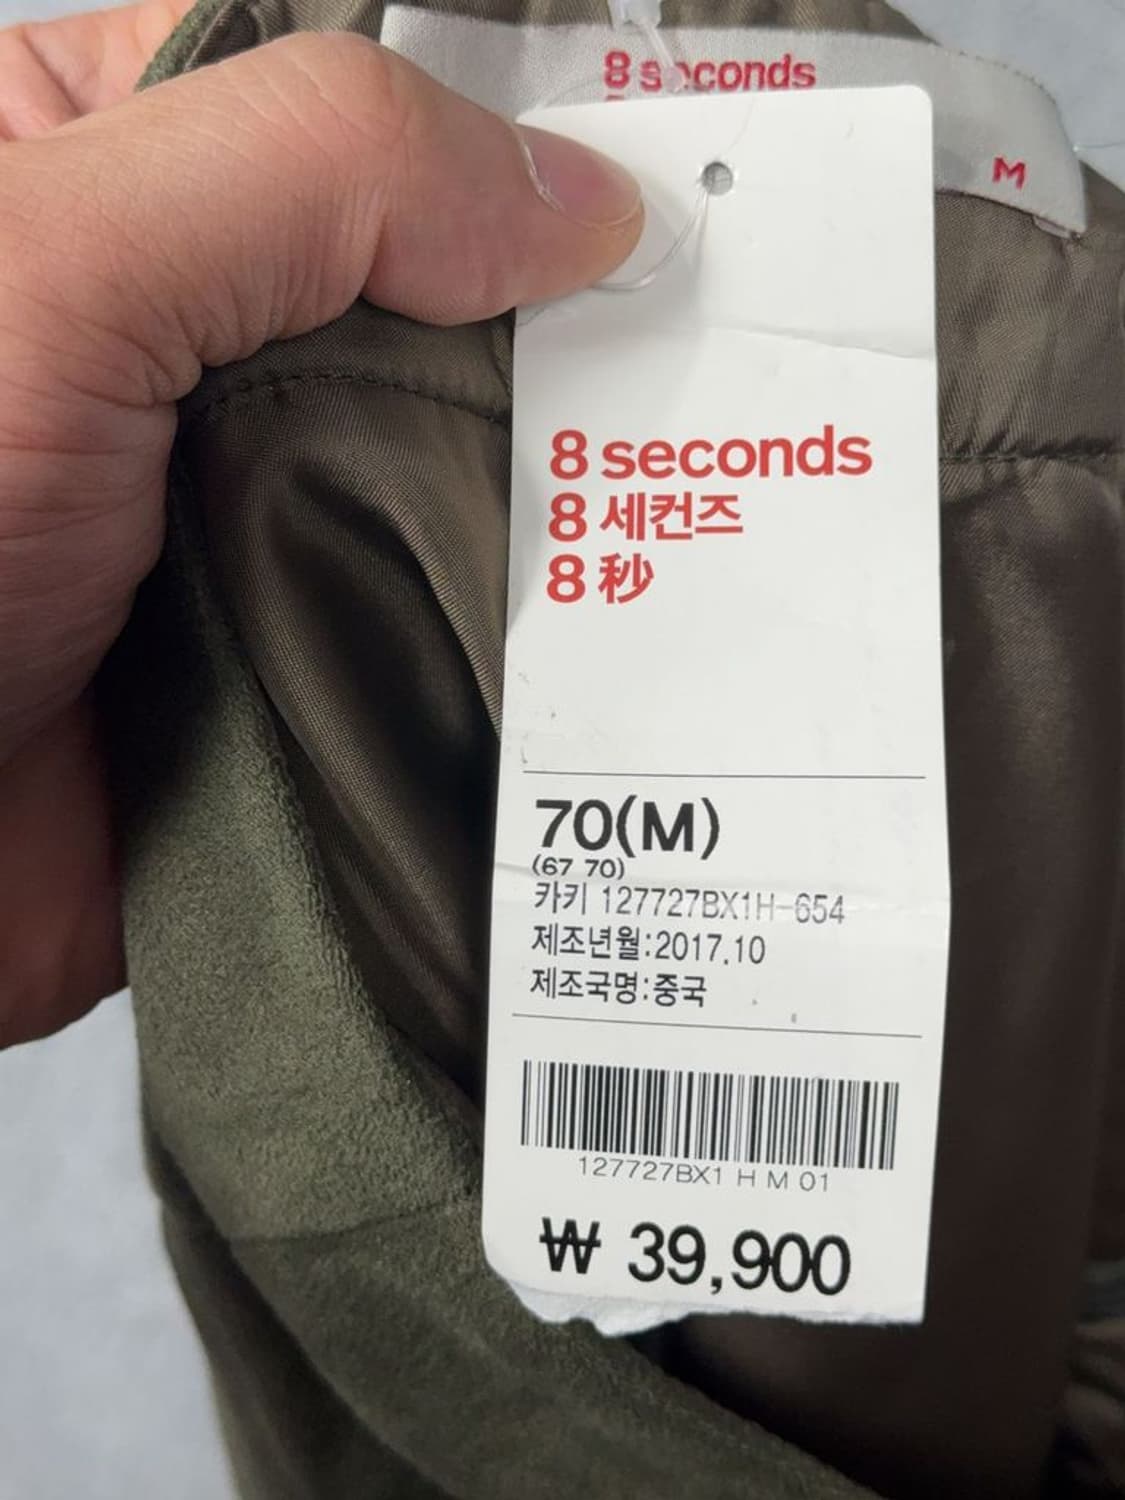 8 seconds
M
8 seconds
8 세컨즈
8 秒
70(M)
(67 70)
카키 127727BX1H-654
제조년월:2017.10
제조국명:중국
127727BX1 H M 01
₩ 39,900